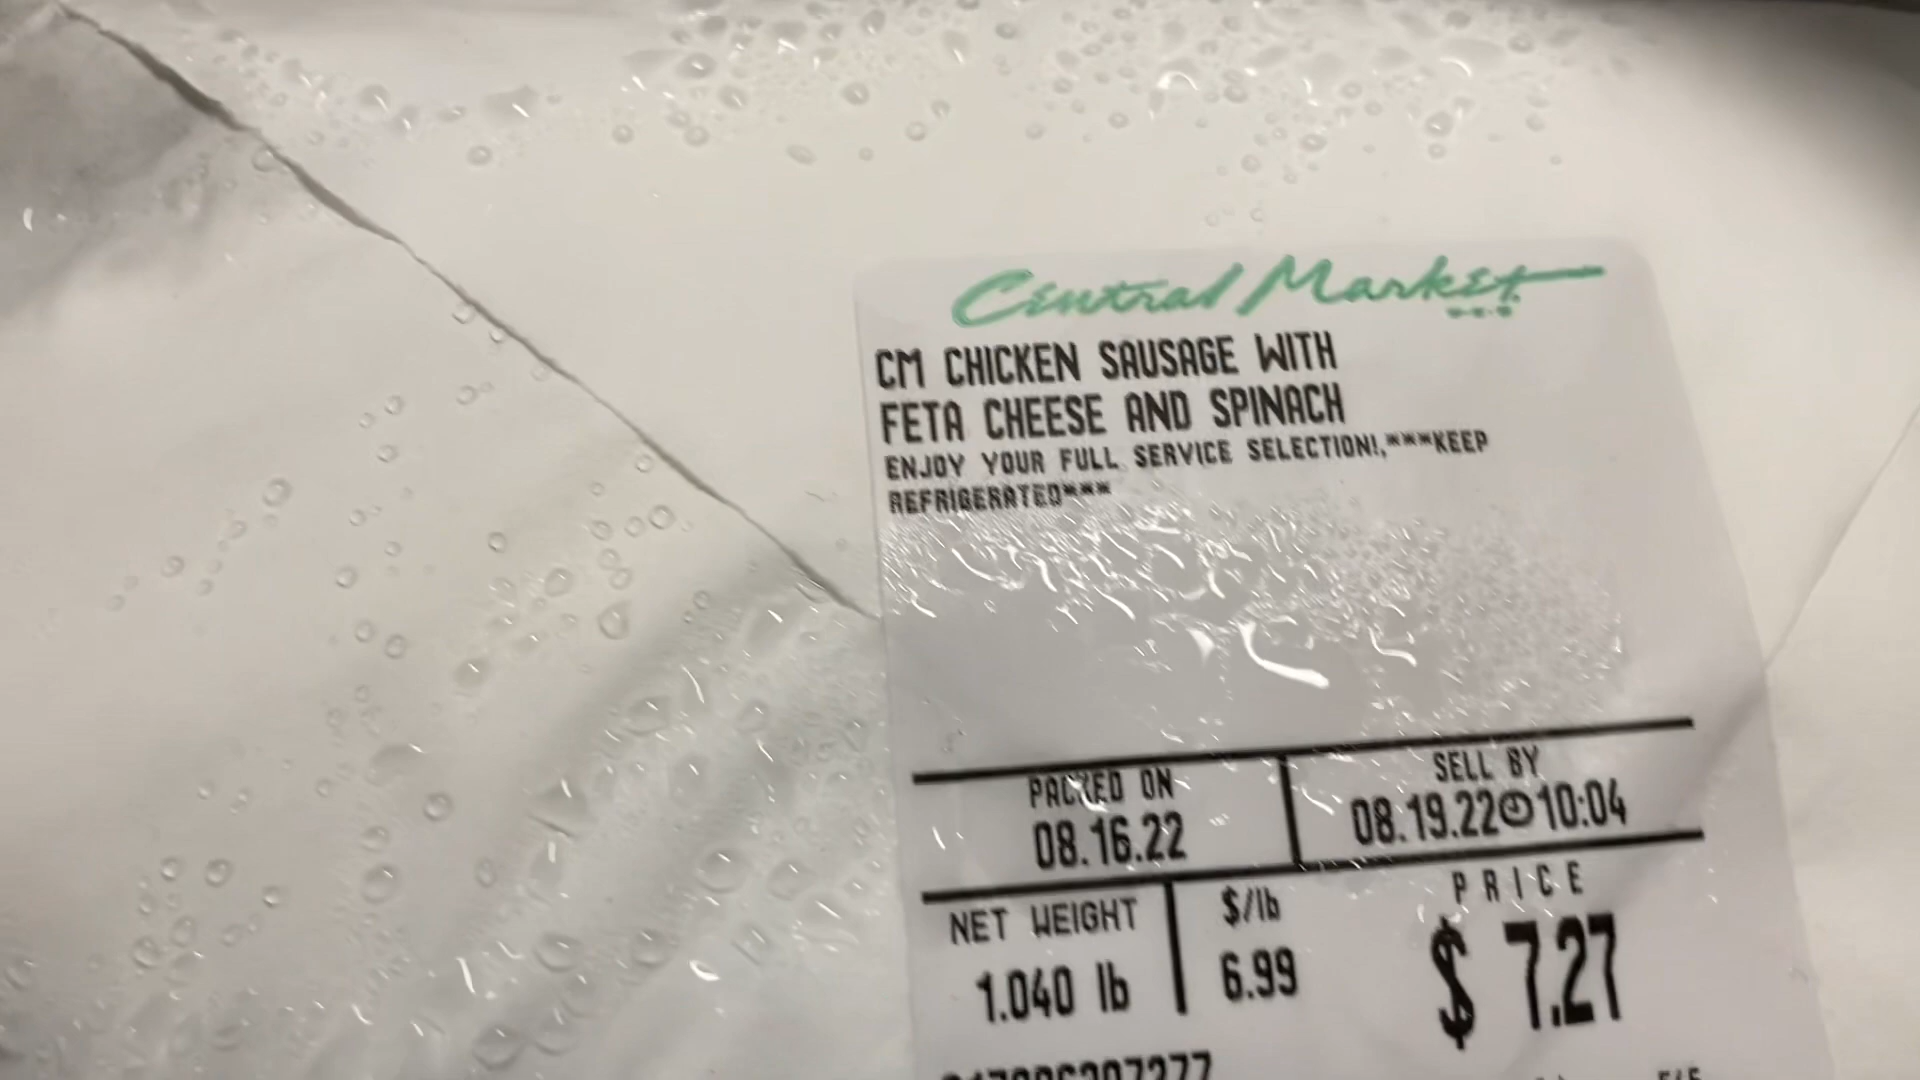 Central Market
H-E-B
CM CHICKEN SAUSAGE WITH
FETA CHEESE AND SPINACH
ENJOY YOUR FULL SERVICE SELECTION!,***KEEP
REFRIGERATED***
PACKED ON
08.16.22
SELL BY
08.19.22 10:04
NET WEIGHT
1.040 lb
$/lb
6.99
PRICE
$ 7.27